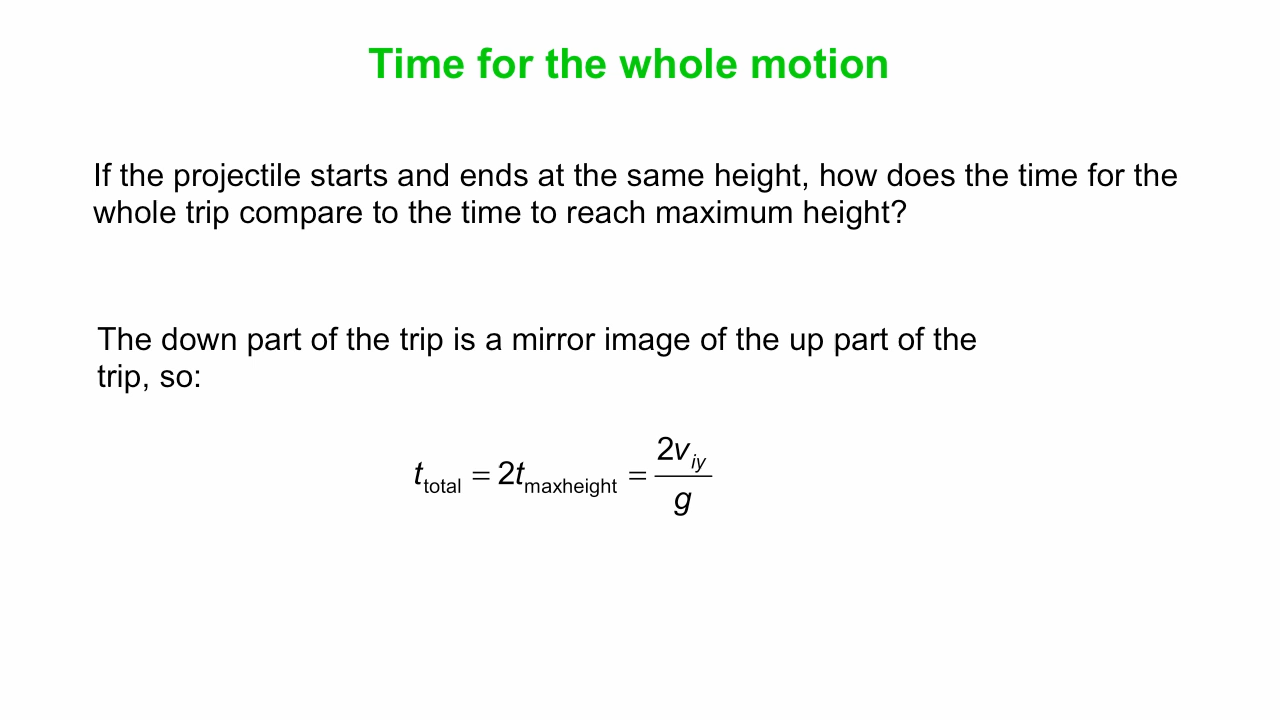 Time for the whole motion
If the projectile starts and ends at the same height, how does the time for the
whole trip compare to the time to reach maximum height?
The down part of the trip is a mirror image of the up part of the
trip, so:
t_total = 2t_maxheight = 2v_iy / g